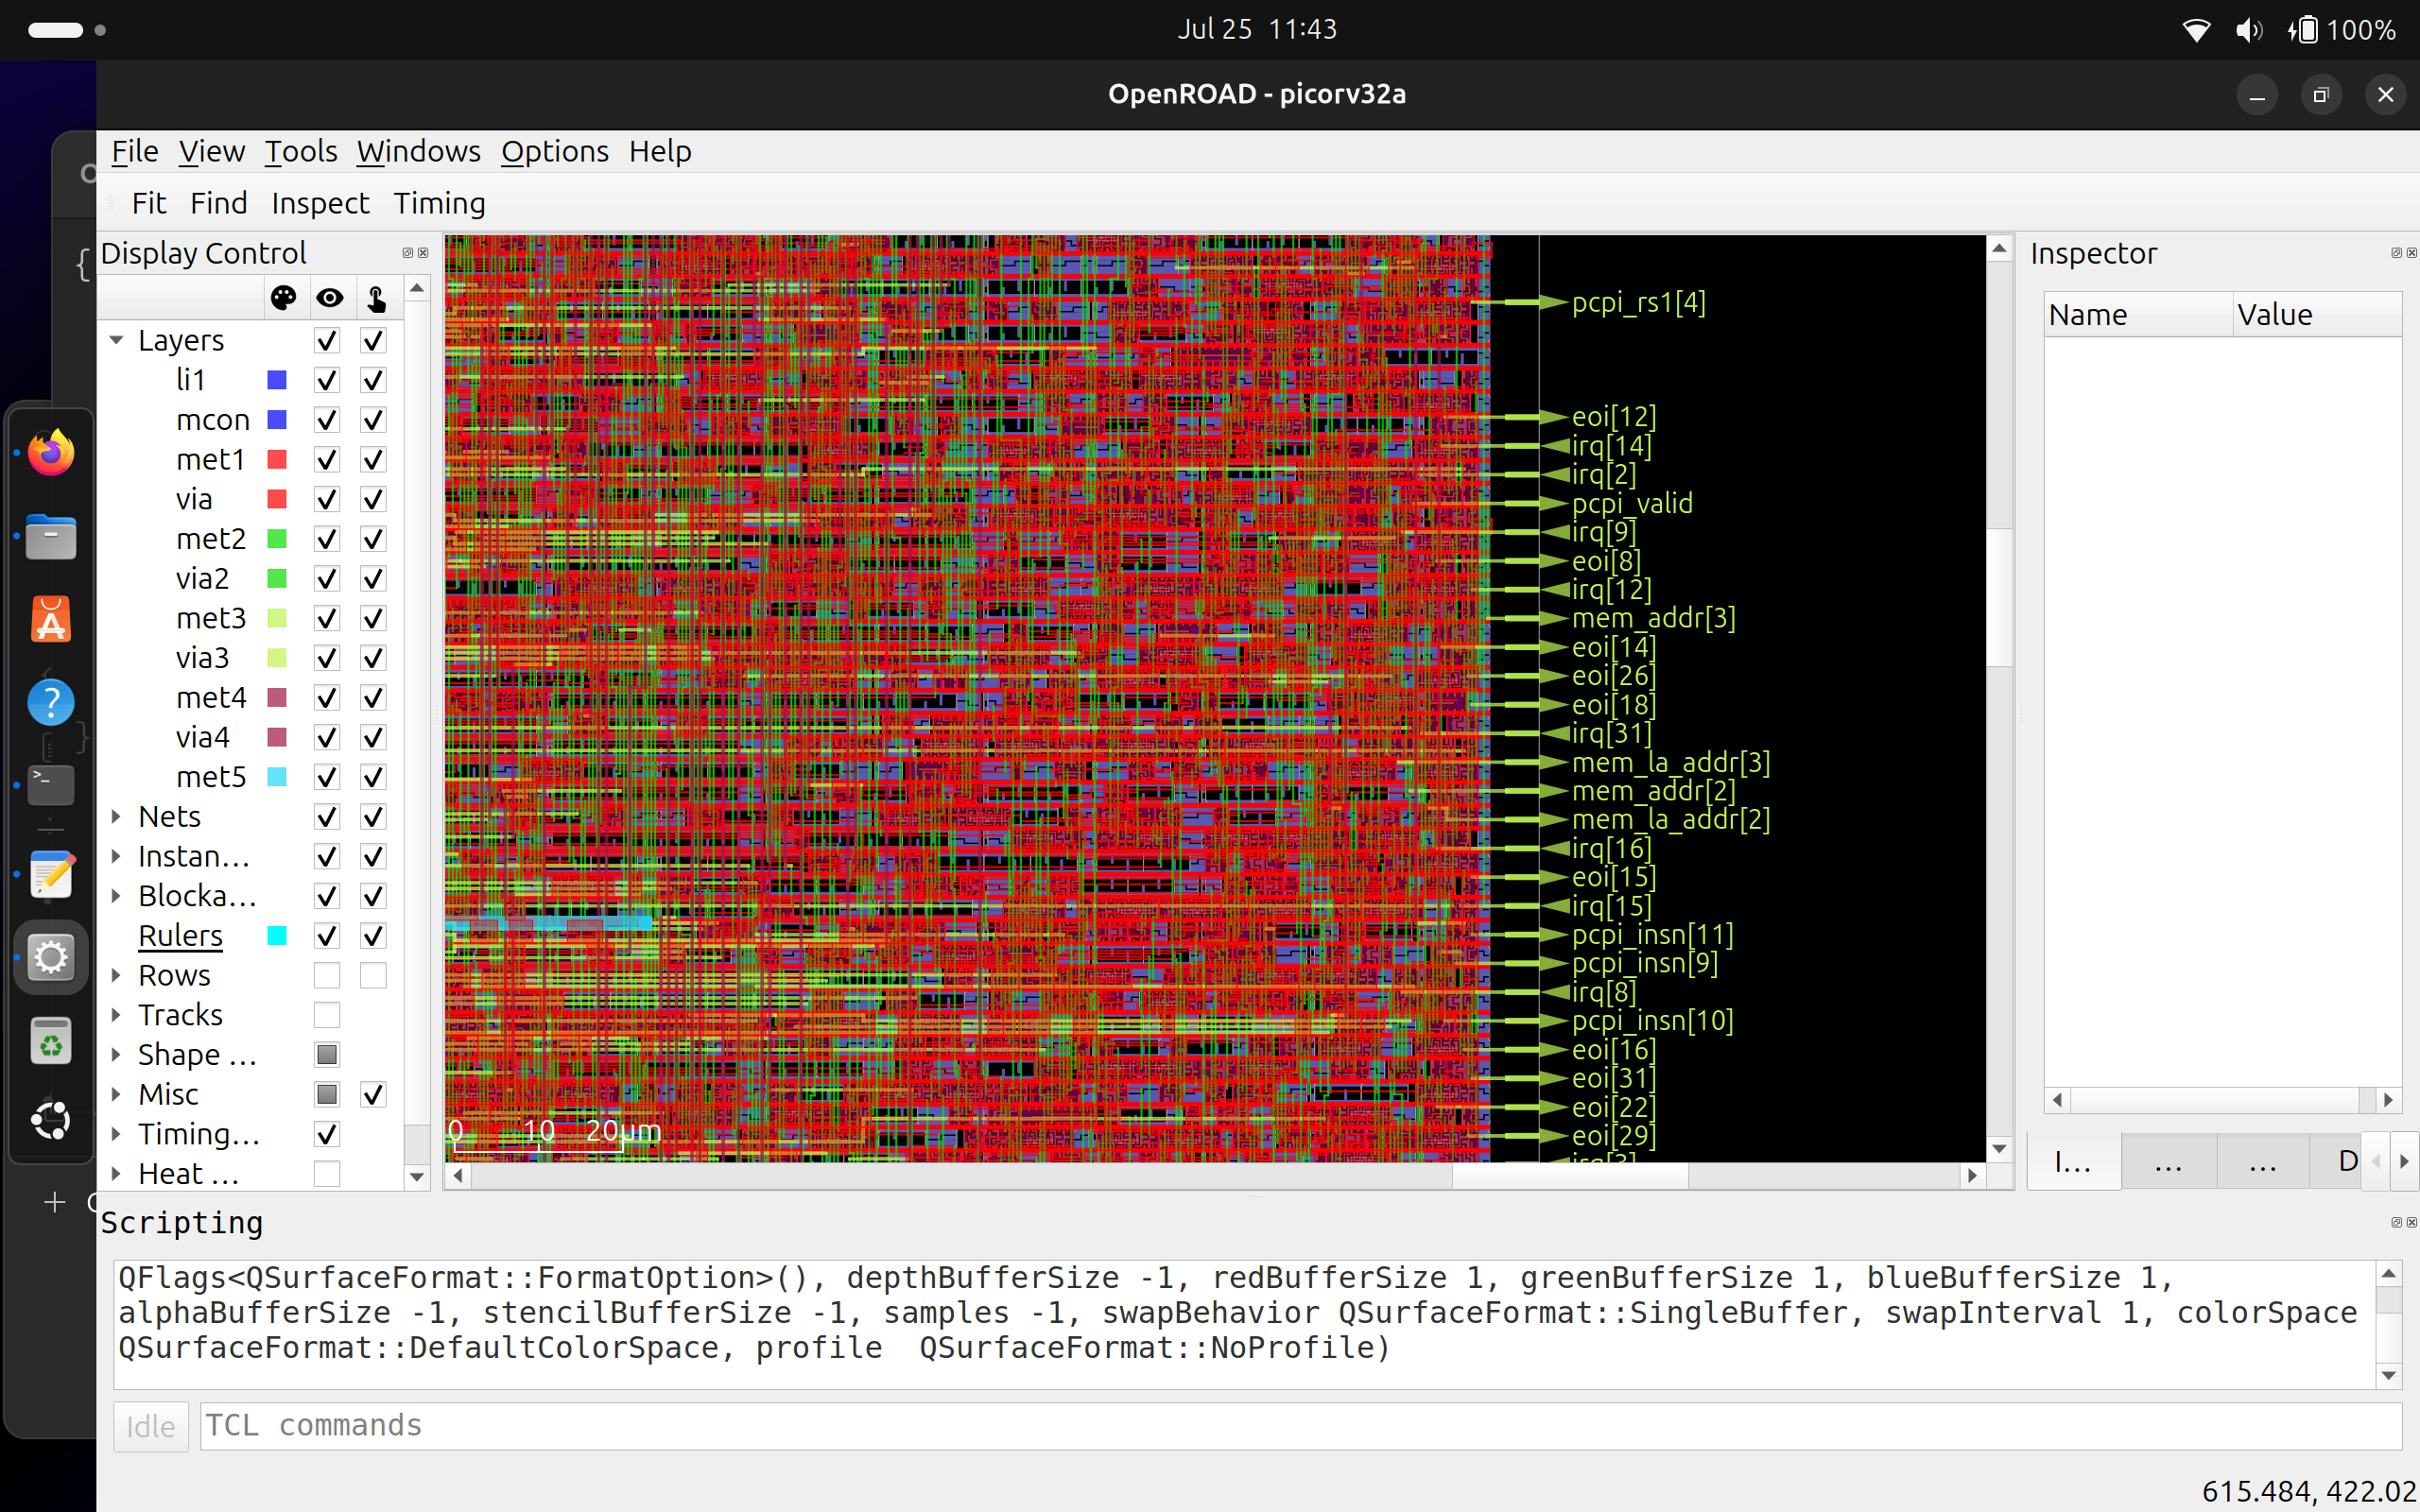 Jul 25 11:43
100%
OpenROAD - picorv32a
File View Tools Windows Options Help
Fit Find Inspect Timing
Display Control
Layers
li1
mcon
met1
via
met2
via2
met3
via3
met4
via4
met5
Nets
Instan...
Blocka...
Rulers
Rows
Tracks
Shape ...
Misc
Timing...
Heat ...
pcpi_rs1[4]
eoi[12]
irq[14]
irq[2]
pcpi_valid
irq[9]
eoi[8]
irq[12]
mem_addr[3]
eoi[14]
eoi[26]
eoi[18]
irq[31]
mem_la_addr[3]
mem_addr[2]
mem_la_addr[2]
irq[16]
eoi[15]
irq[15]
pcpi_insn[11]
pcpi_insn[9]
irq[8]
pcpi_insn[10]
eoi[16]
eoi[31]
eoi[22]
eoi[29]
0 10 20μm
Inspector
Name Value
I... ... ... D
Scripting
QFlags<QSurfaceFormat::FormatOption>(), depthBufferSize -1, redBufferSize 1, greenBufferSize 1, blueBufferSize 1,
alphaBufferSize -1, stencilBufferSize -1, samples -1, swapBehavior QSurfaceFormat::SingleBuffer, swapInterval 1, colorSpace
QSurfaceFormat::DefaultColorSpace, profile  QSurfaceFormat::NoProfile)
Idle TCL commands
615.484, 422.02